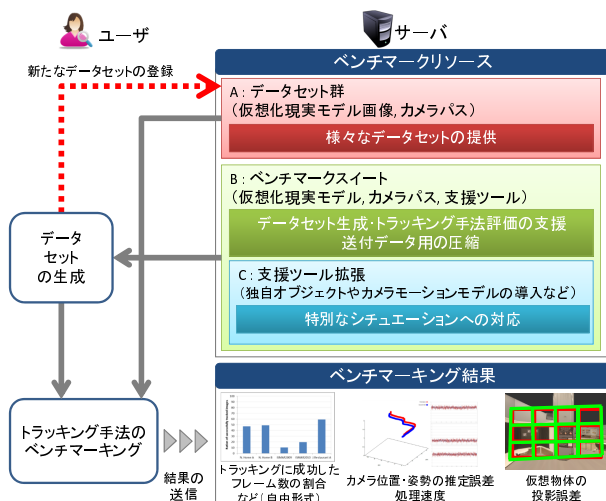 ユーザ
サーバ
新たなデータセットの登録
ベンチマークリソース
A：データセット群
（仮想化現実モデル画像，カメラパス）
様々なデータセットの提供
B：ベンチマークスイート
（仮想化現実モデル，カメラパス，支援ツール）
データセット生成・トラッキング手法評価の支援
送付データ用の圧縮
C：支援ツール拡張
（独自オブジェクトやカメラモーションモデルの導入など）
特別なシチュエーションへの対応
データ
セット
の生成
トラッキング手法の
ベンチマーキング
結果の
送信
ベンチマーキング結果
トラッキングに成功した
フレーム数の割合
など（自由形式）
カメラ位置・姿勢の推定誤差
処理速度
仮想物体の
投影誤差